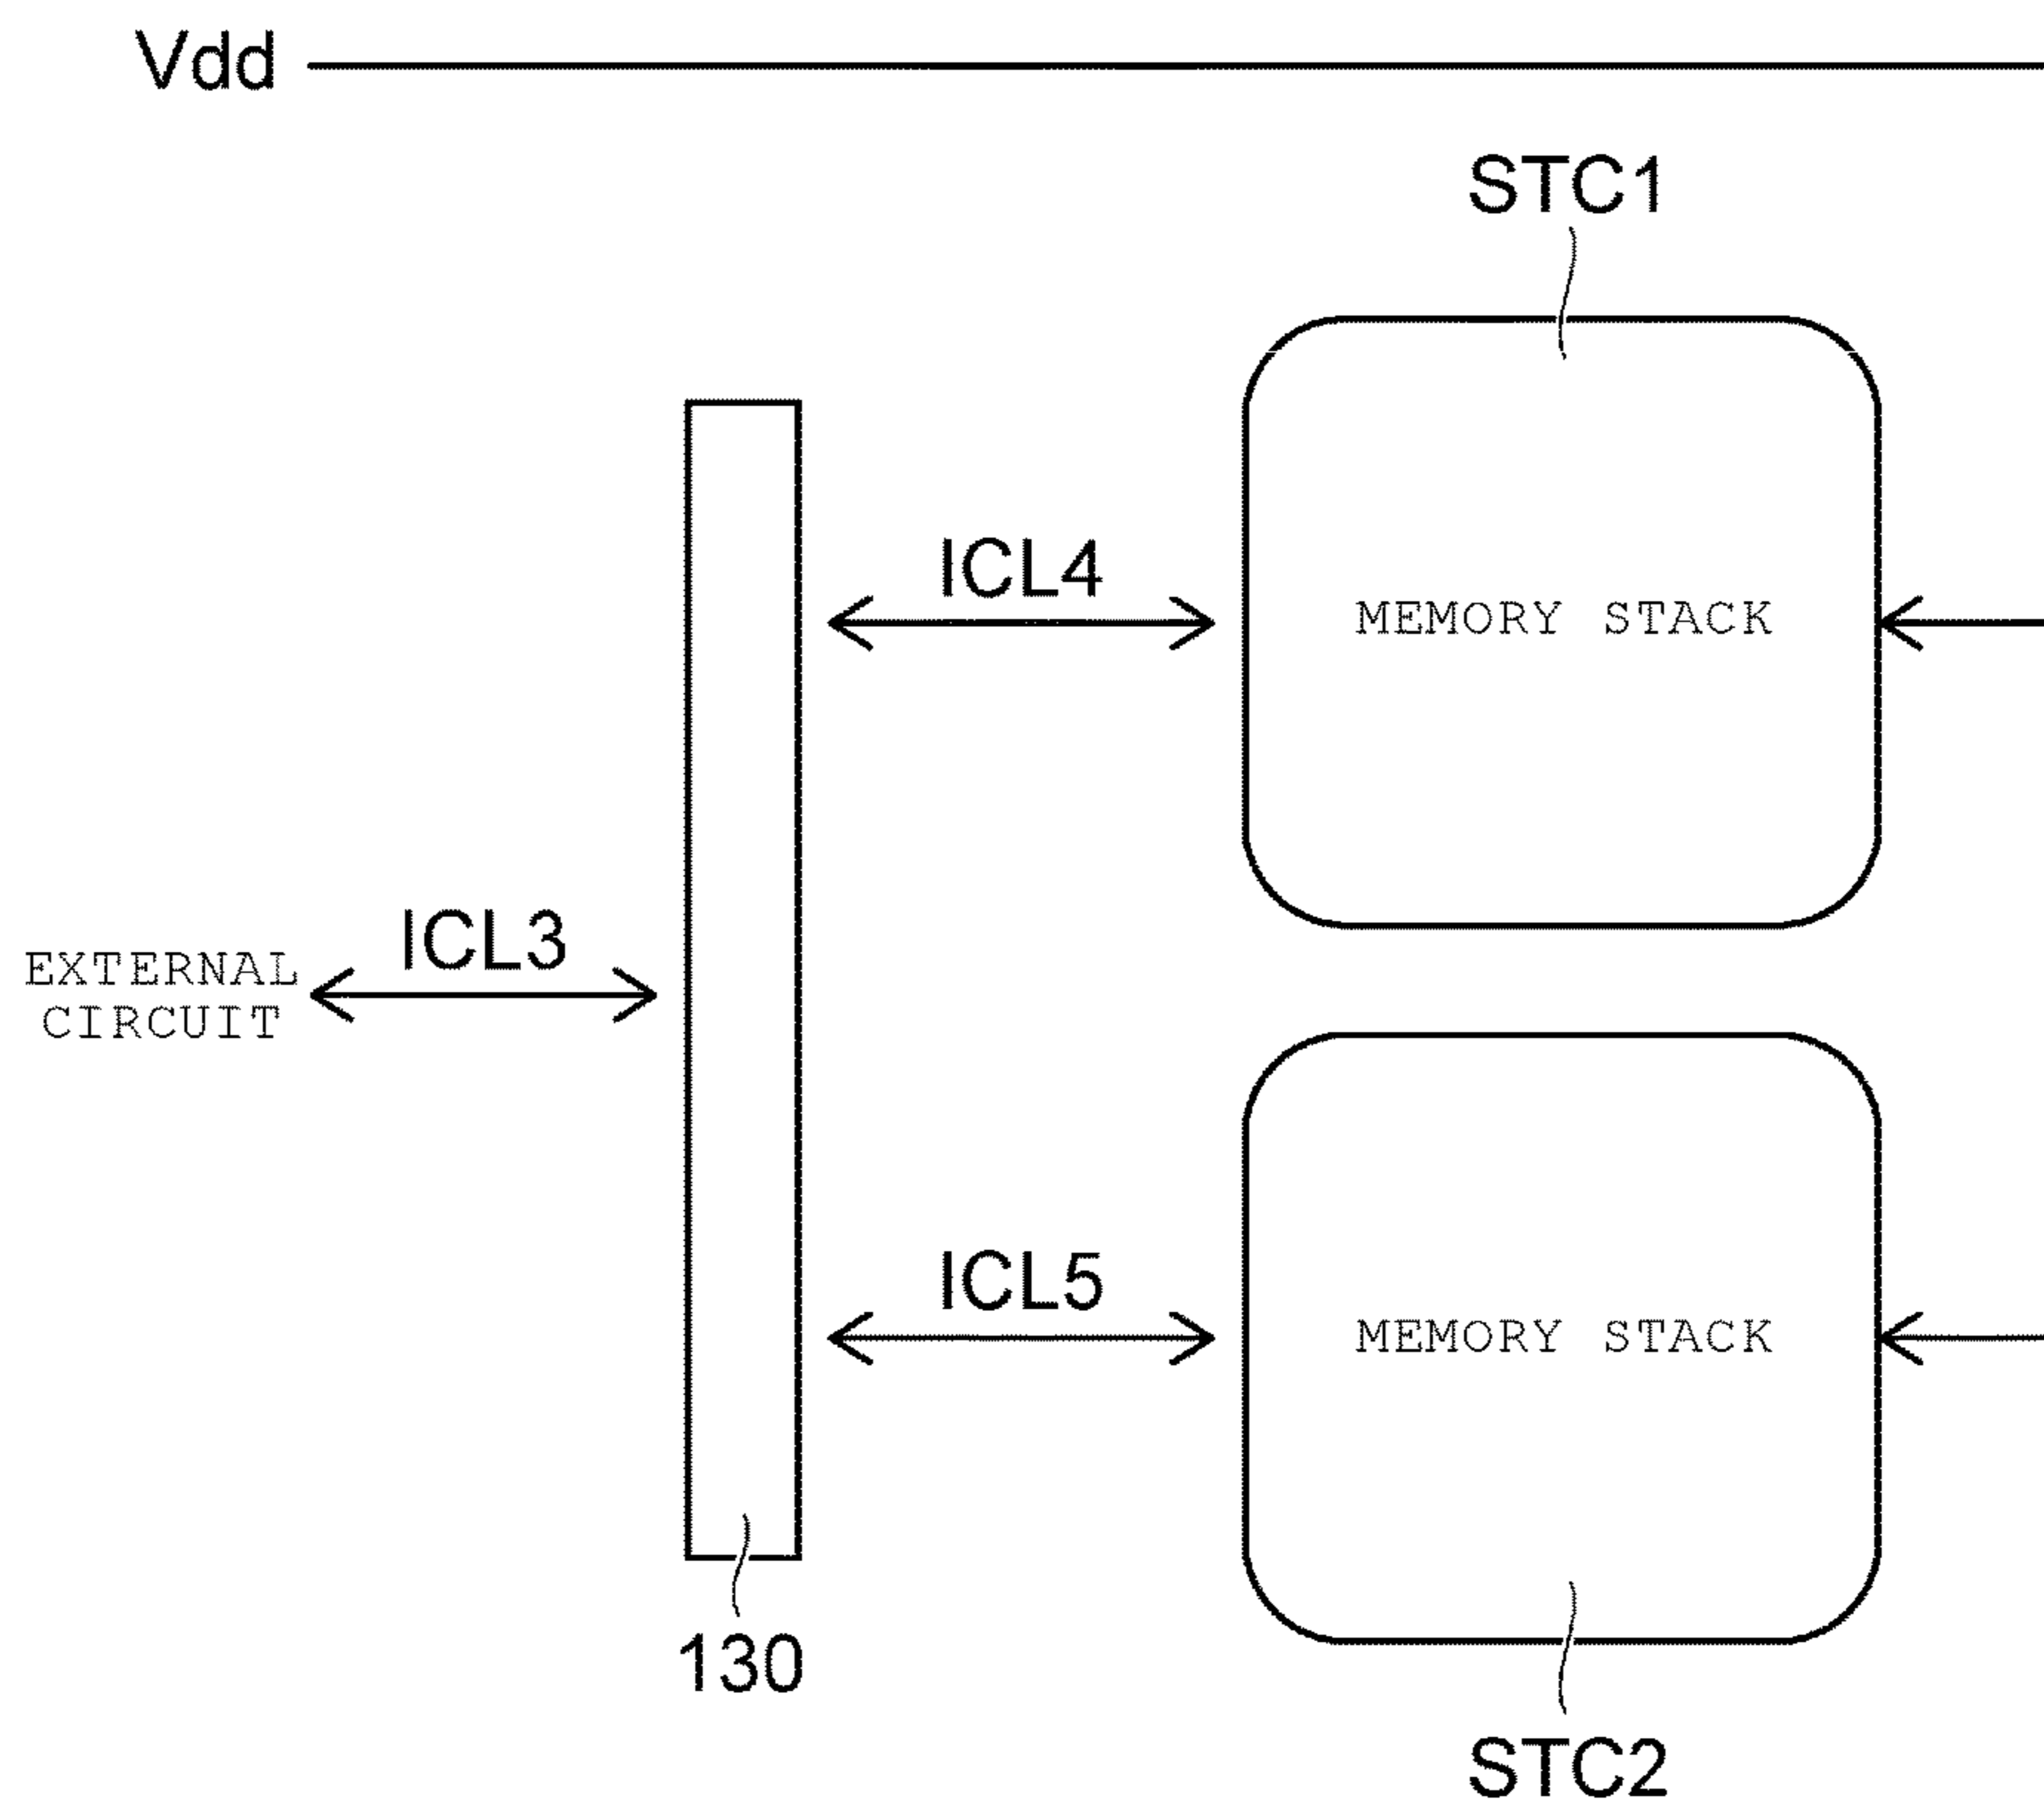 Vdd
STC1
ICL4
MEMORY STACK
ICL3
EXTERNAL
CIRCUIT
ICL5
MEMORY STACK
130
STC2